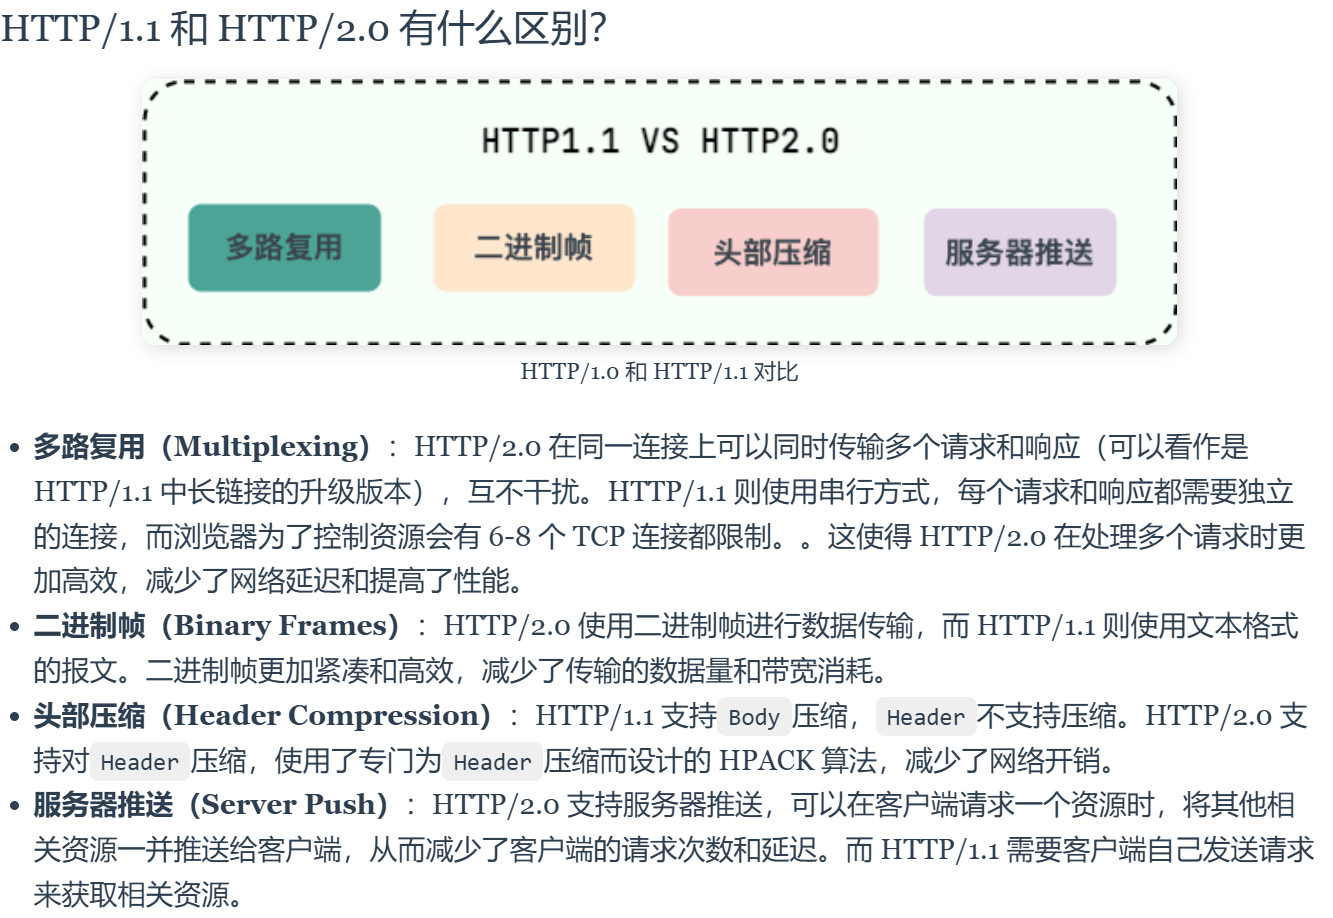 HTTP/1.1 和 HTTP/2.0 有什么区别？
HTTP1.1 VS HTTP2.0
多路复用 二进制帧 头部压缩 服务器推送
HTTP/1.0 和 HTTP/1.1 对比
• 多路复用（Multiplexing）：HTTP/2.0 在同一连接上可以同时传输多个请求和响应（可以看作是
HTTP/1.1 中长链接的升级版本），互不干扰。HTTP/1.1 则使用串行方式，每个请求和响应都需要独立
的连接，而浏览器为了控制资源会有 6-8 个 TCP 连接都限制。。这使得 HTTP/2.0 在处理多个请求时更
加高效，减少了网络延迟和提高了性能。
• 二进制帧（Binary Frames）：HTTP/2.0 使用二进制帧进行数据传输，而 HTTP/1.1 则使用文本格式
的报文。二进制帧更加紧凑和高效，减少了传输的数据量和带宽消耗。
• 头部压缩（Header Compression）：HTTP/1.1 支持 Body 压缩， Header 不支持压缩。HTTP/2.0 支
持对 Header 压缩，使用了专门为 Header 压缩而设计的 HPACK 算法，减少了网络开销。
• 服务器推送（Server Push）：HTTP/2.0 支持服务器推送，可以在客户端请求一个资源时，将其他相
关资源一并推送给客户端，从而减少了客户端的请求次数和延迟。而 HTTP/1.1 需要客户端自己发送请求
来获取相关资源。